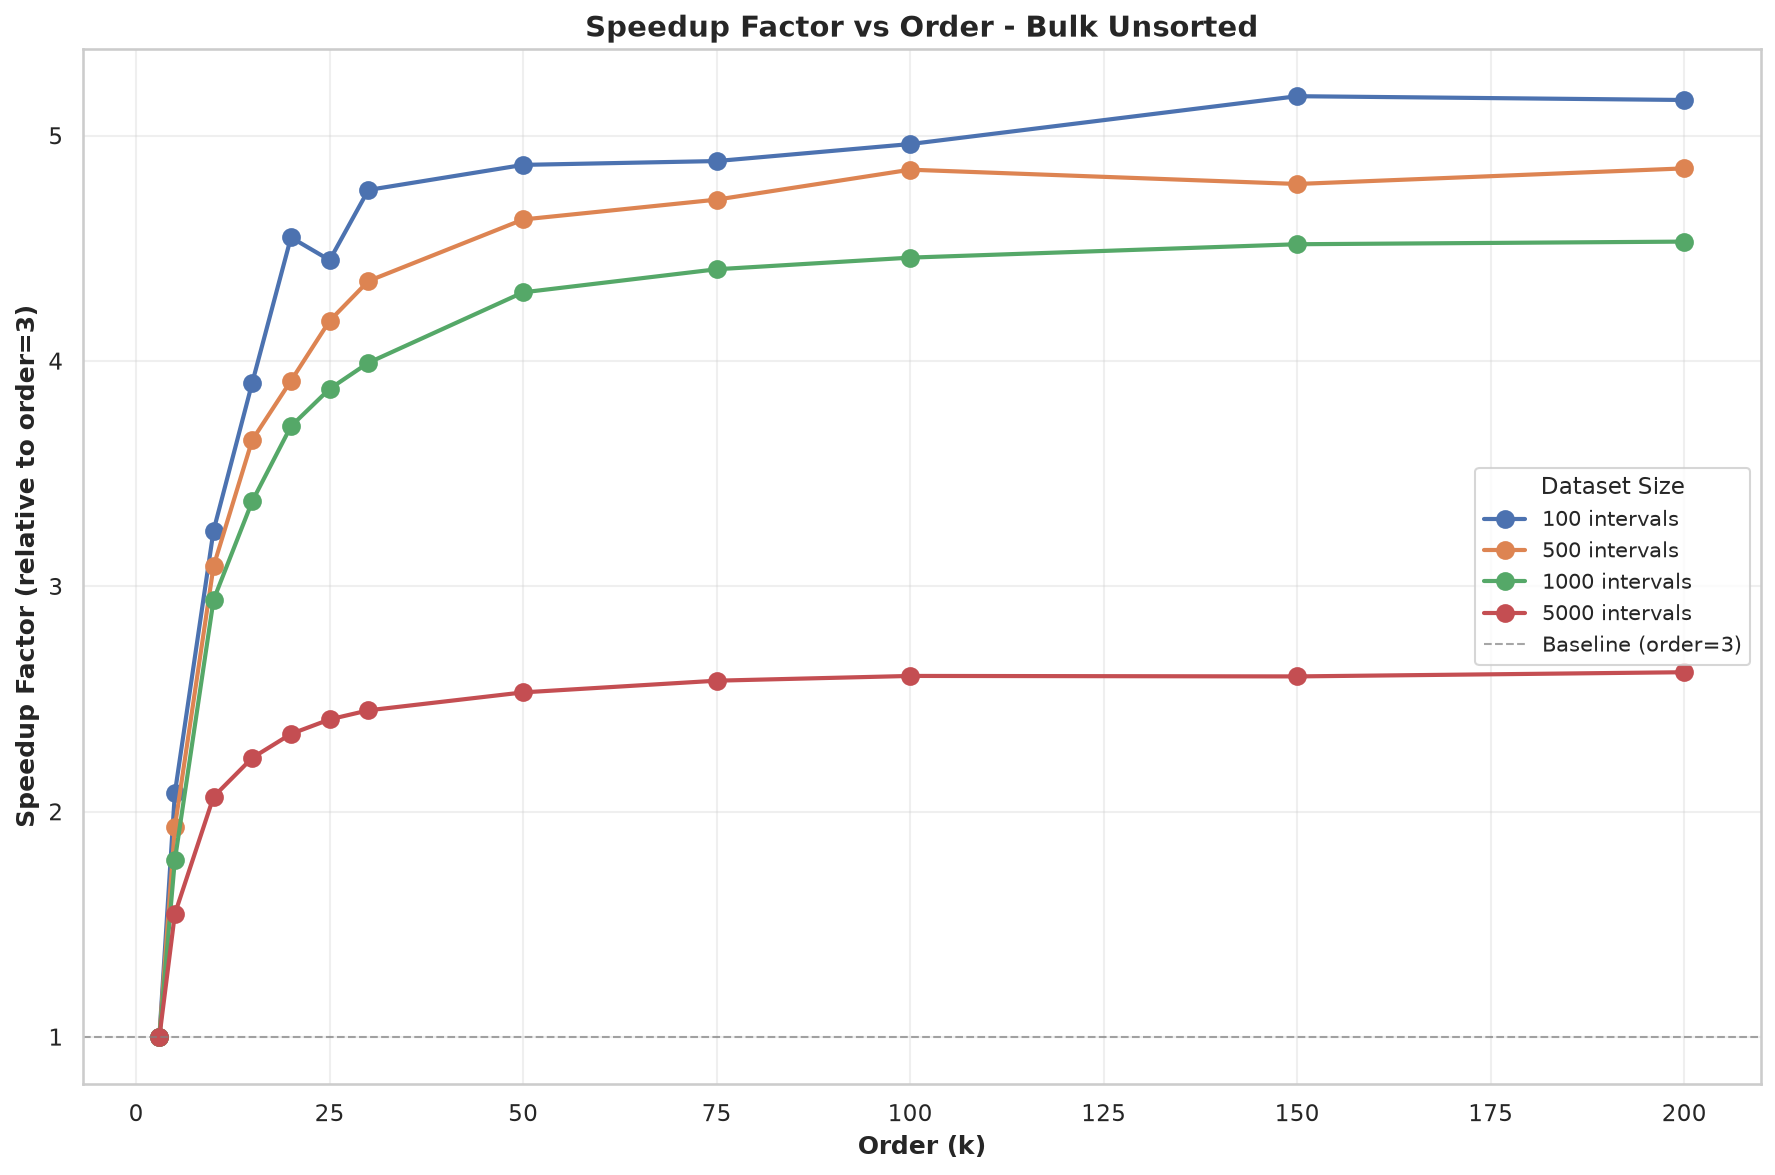 Speedup Factor vs Order - Bulk Unsorted
Speedup Factor (relative to order=3)
5
4
3
2
1
Dataset Size
100 intervals
500 intervals
1000 intervals
5000 intervals
Baseline (order=3)
0 25 50 75 100 125 150 175 200
Order (k)